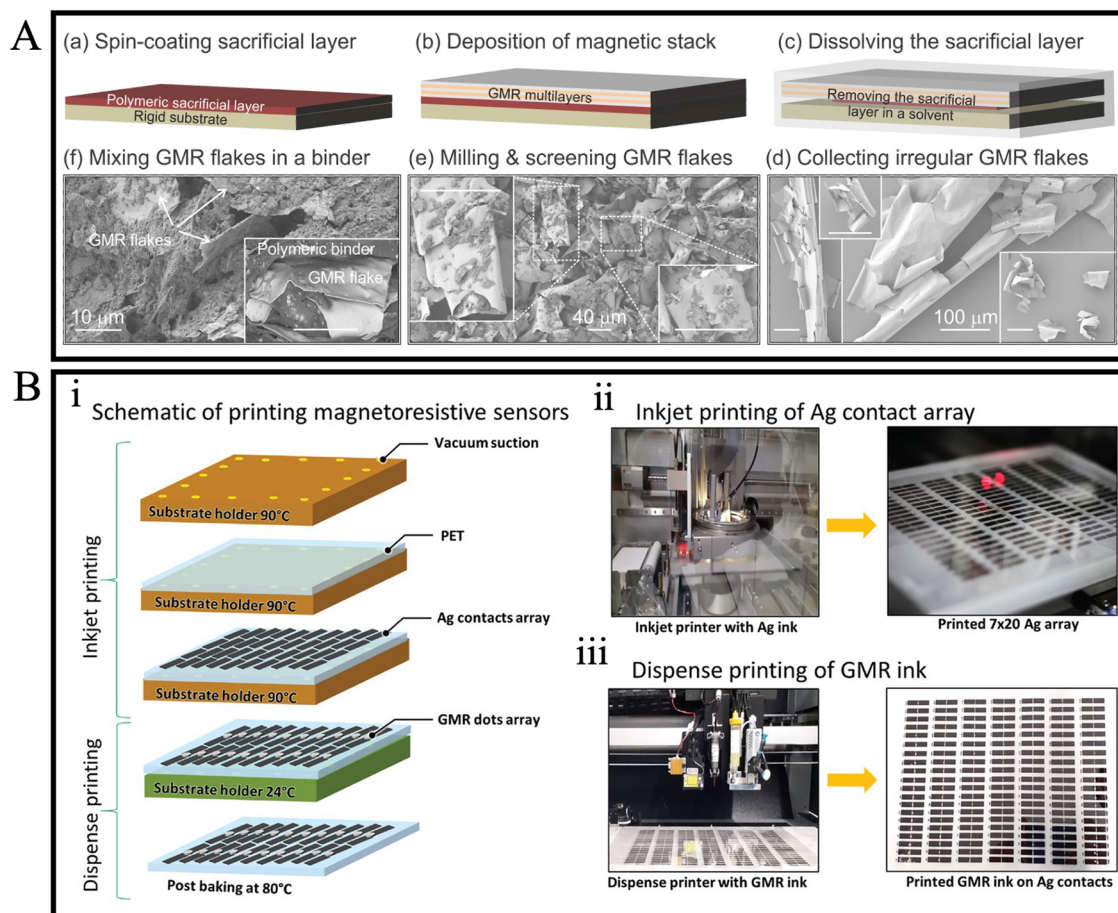 A
(a) Spin-coating sacrificial layer
Polymeric sacrificial layer
Rigid substrate
(b) Deposition of magnetic stack
GMR multilayers
(c) Dissolving the sacrificial layer
Removing the sacrificial
layer in a solvent
(f) Mixing GMR flakes in a binder
GMR flakes
Polymeric binder
GMR flake
10 μm
(e) Milling & screening GMR flakes
40 μm
(d) Collecting irregular GMR flakes
100 μm
B
i
Schematic of printing magnetoresistive sensors
Inkjet printing
Vacuum suction
Substrate holder 90°C
PET
Substrate holder 90°C
Ag contacts array
Substrate holder 90°C
Dispense printing
GMR dots array
Substrate holder 24°C
Post baking at 80°C
ii
Inkjet printing of Ag contact array
Inkjet printer with Ag ink
Printed 7x20 Ag array
iii
Dispense printing of GMR ink
Dispense printer with GMR ink
Printed GMR ink on Ag contacts